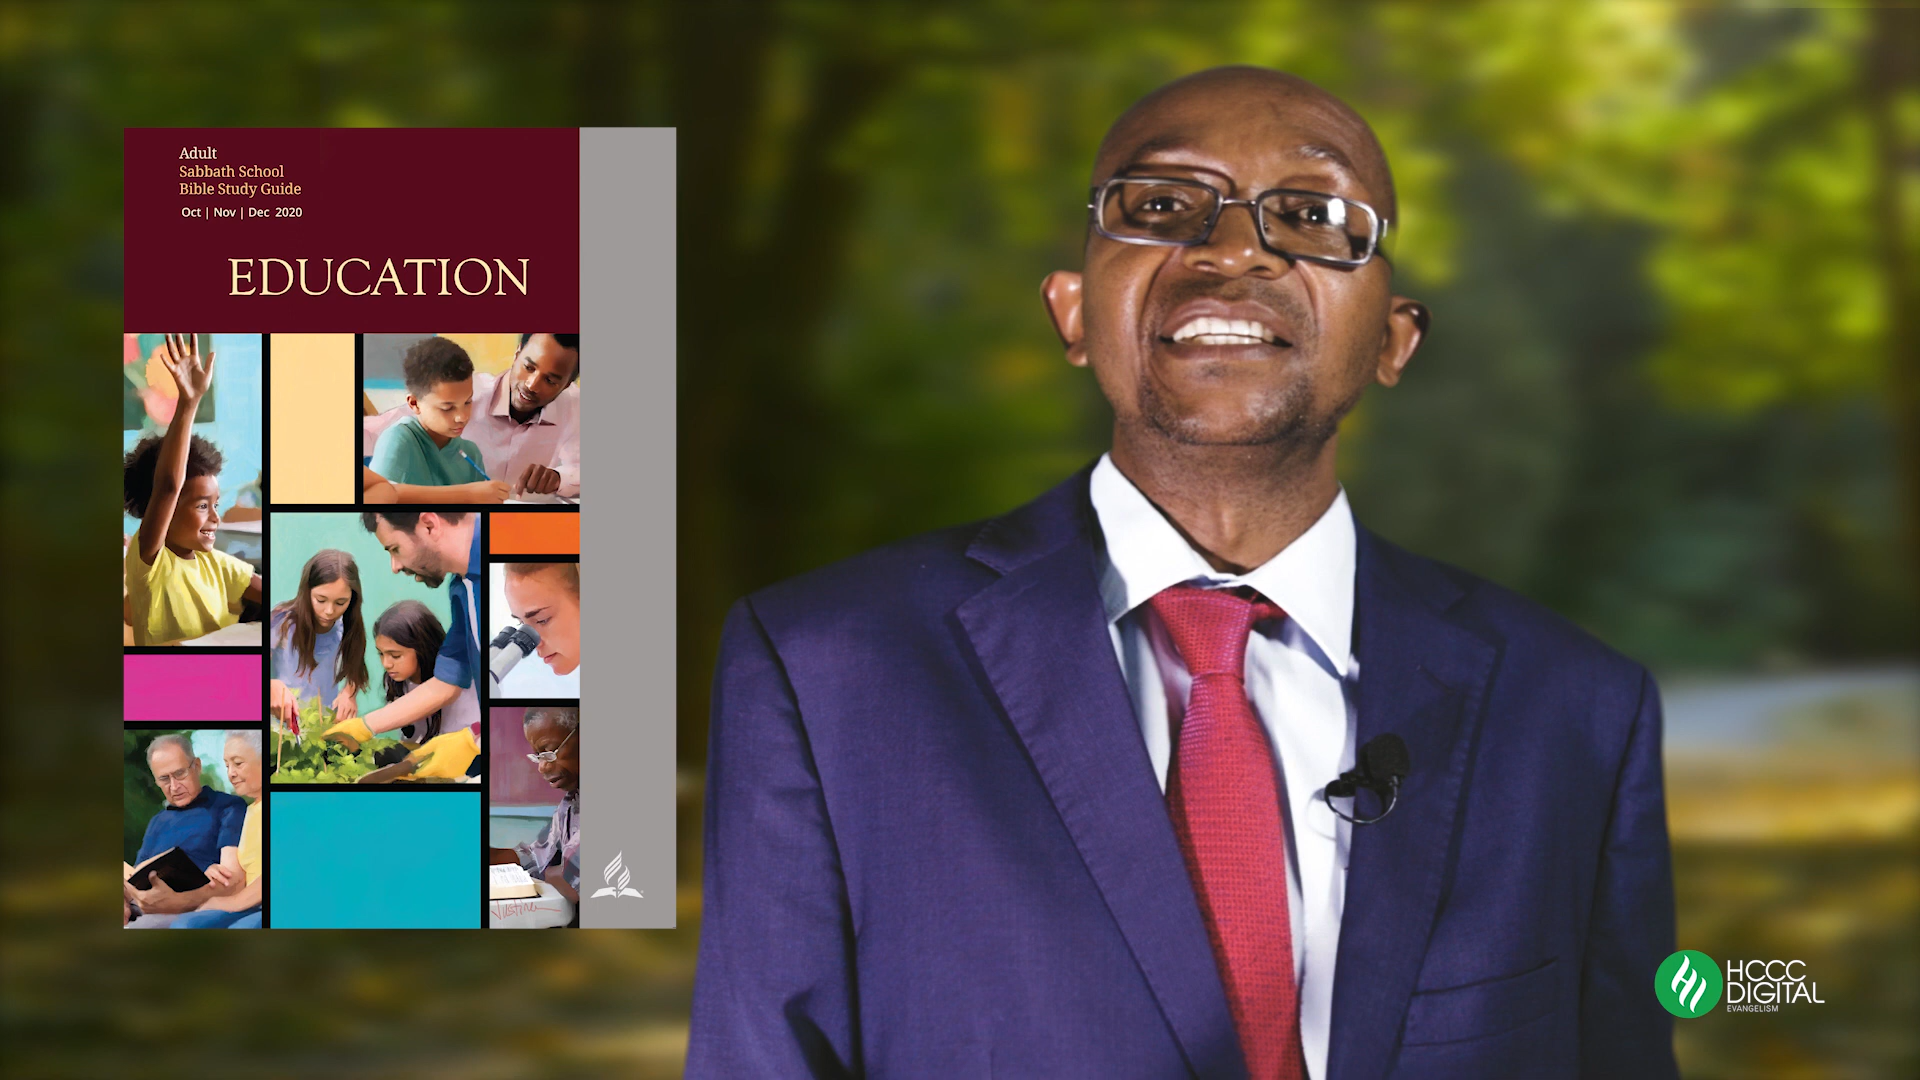 Adult
Sabbath School
Bible Study Guide
Oct | Nov | Dec 2020
EDUCATION
HCCC
DIGITAL
EVANGELISM